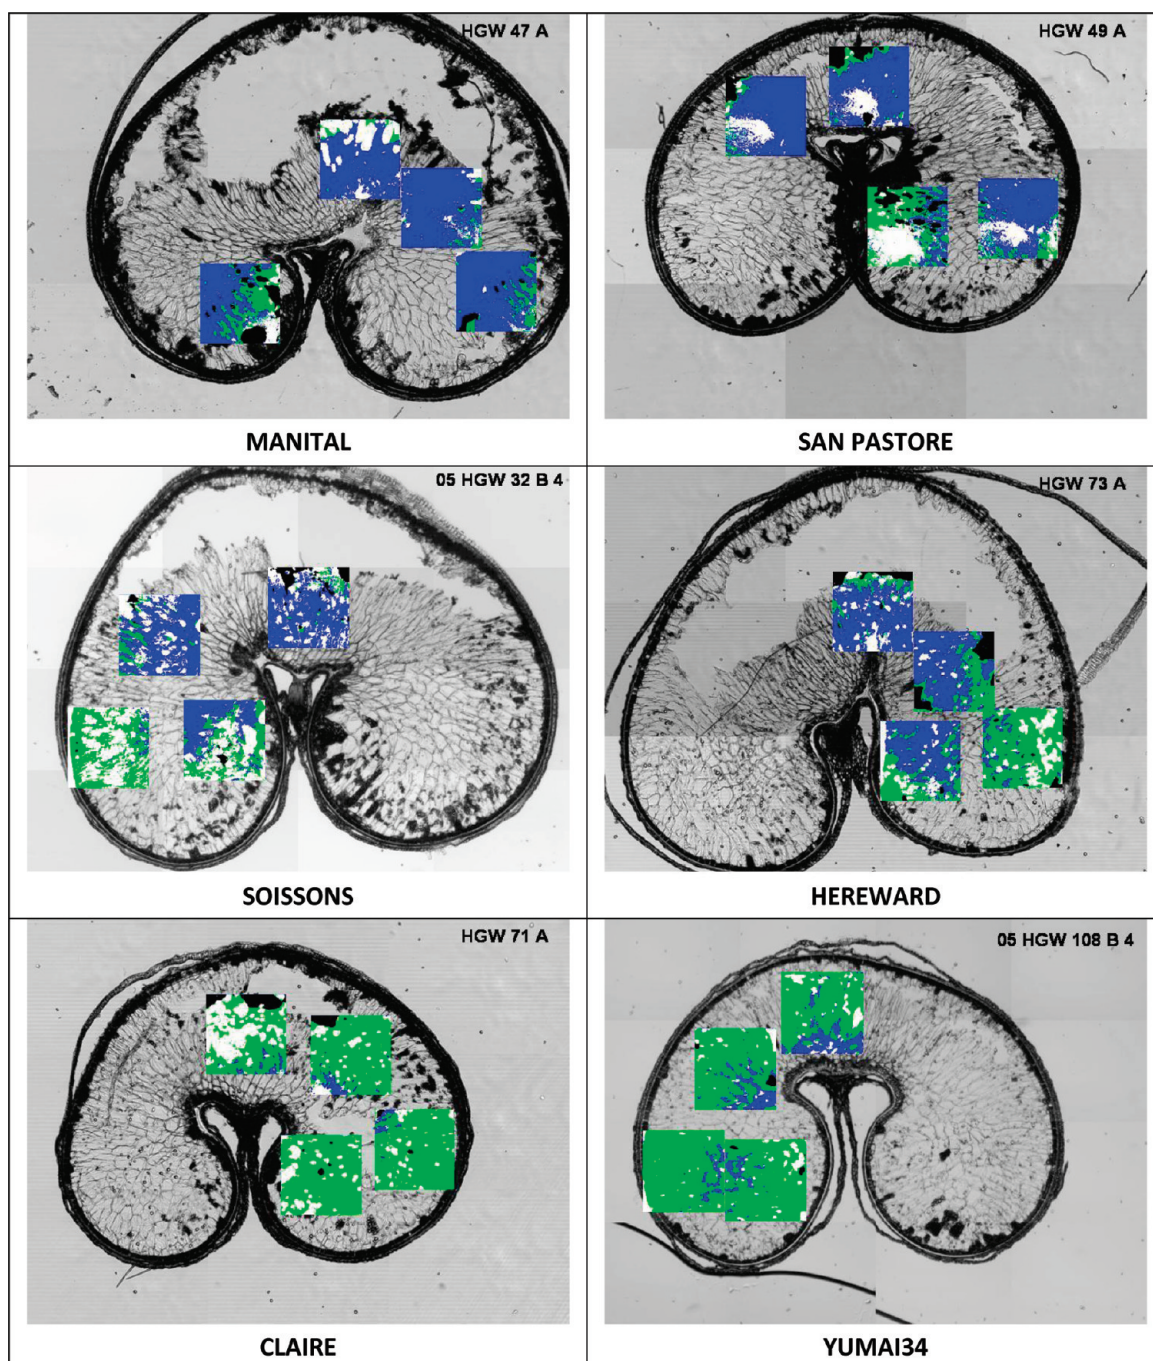 HGW 47 A
HGW 49 A
MANITAL
SAN PASTORE
05 HGW 32 B 4
HGW 73 A
SOISSONS
HEREWARD
HGW 71 A
05 HGW 108 B 4
CLAIRE
YUMAI34